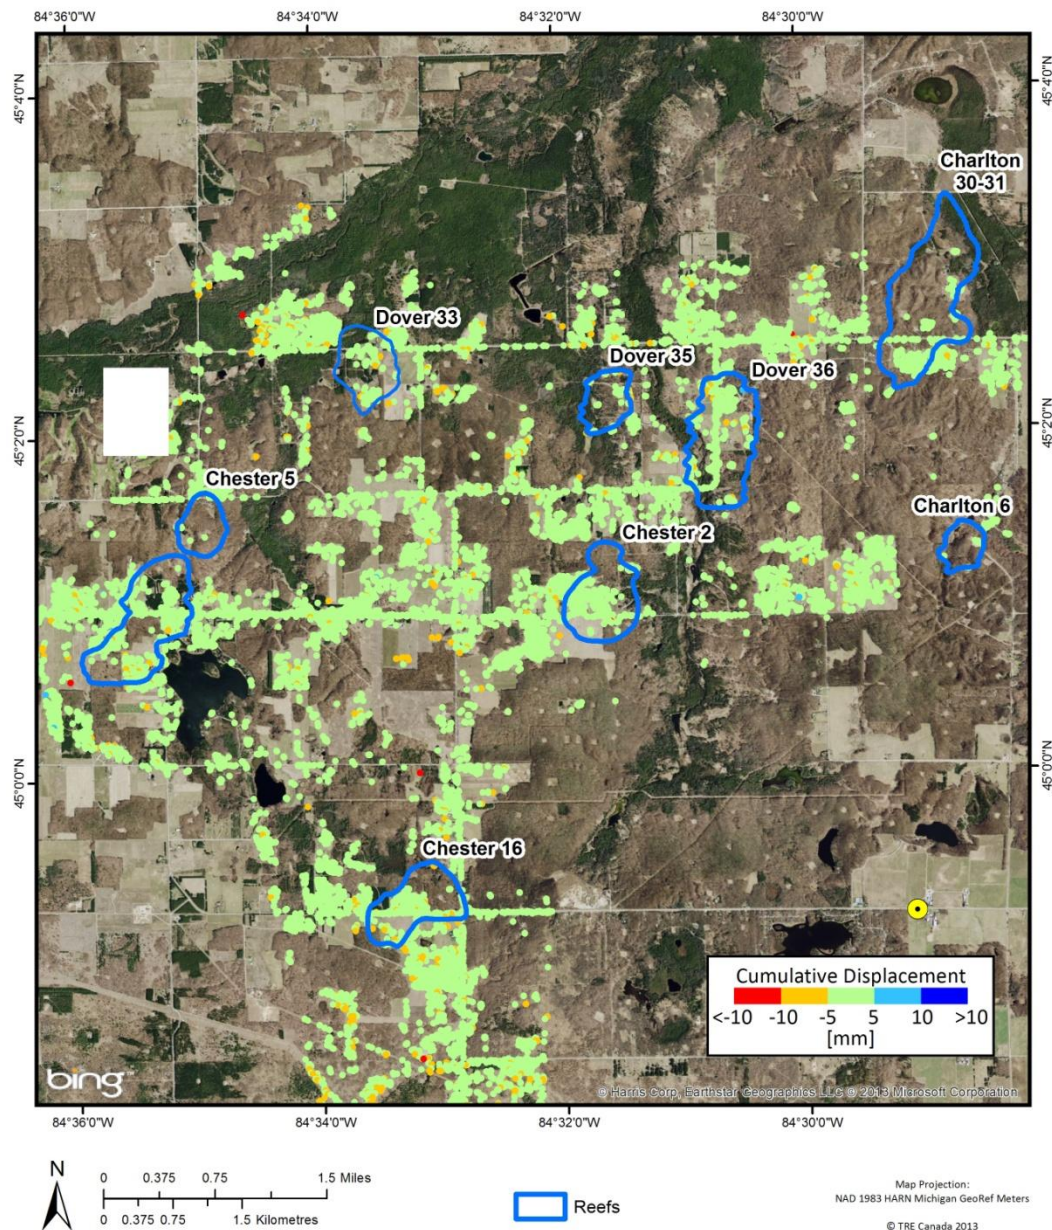 84°36'0"W 84°34'0"W 84°32'0"W 84°30'0"W
45°4'0"N
45°4'0"N
Charlton
30-31
Dover 33
Dover 35
Dover 36
45°2'0"N
45°2'0"N
Chester 5
Charlton 6
Chester 2
45°0'0"N
45°0'0"N
Chester 16
Cumulative Displacement
<-10 -10 -5 5 10 >10
[mm]
bing
© Harris Corp, Earthstar Geographics LLC © 2013 Microsoft Corporation
84°36'0"W 84°34'0"W 84°32'0"W 84°30'0"W
N
0 0.375 0.75 1.5 Miles
0 0.375 0.75 1.5 Kilometres
Reefs
Map Projection:
NAD 1983 HARN Michigan GeoRef Meters
© TRE Canada 2013